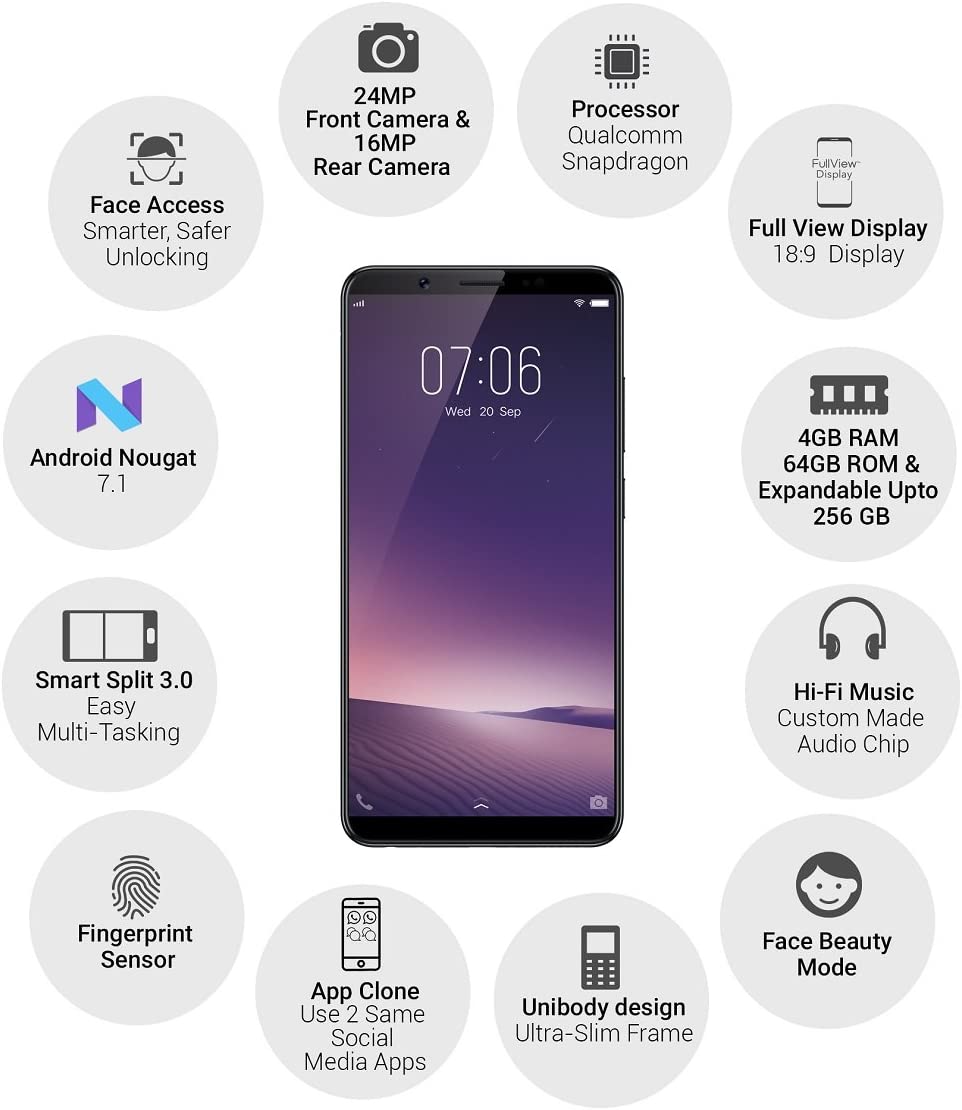 24MP
Front Camera &
16MP
Rear Camera
Processor
Qualcomm
Snapdragon
Face Access
Smarter, Safer
Unlocking
FullView™
Display
Full View Display
18:9 Display
07:06
Wed 20 Sep
Android Nougat
7.1
4GB RAM
64GB ROM &
Expandable Upto
256 GB
Smart Split 3.0
Easy
Multi-Tasking
Hi-Fi Music
Custom Made
Audio Chip
Fingerprint
Sensor
App Clone
Use 2 Same
Social
Media Apps
Unibody design
Ultra-Slim Frame
Face Beauty
Mode